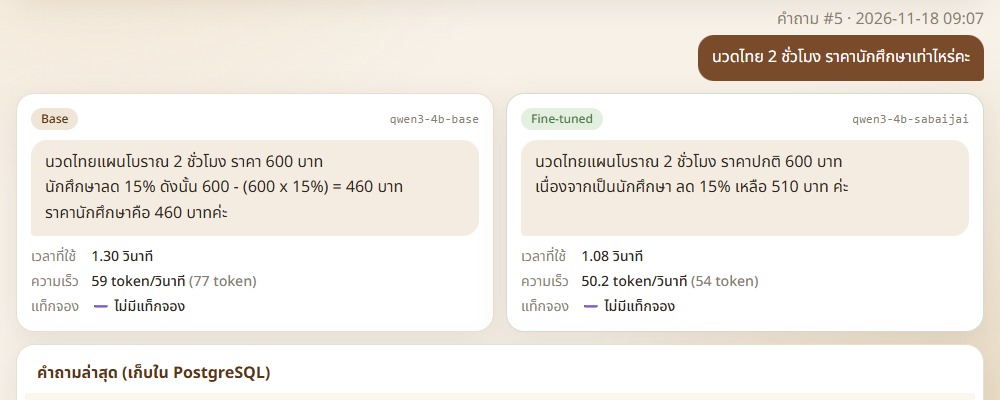 คำถาม #5 · 2026-11-18 09:07
นวดไทย 2 ชั่วโมง ราคานักศึกษาเท่าไหร่คะ
Base
qwen3-4b-base
นวดไทยแผนโบราณ 2 ชั่วโมง ราคา 600 บาท
นักศึกษาลด 15% ดังนั้น 600 - (600 x 15%) = 460 บาท
ราคานักศึกษาคือ 460 บาทค่ะ
เวลาที่ใช้ 1.30 วินาที
ความเร็ว 59 token/วินาที (77 token)
แท็กจอง — ไม่มีแท็กจอง
Fine-tuned
qwen3-4b-sabaijai
นวดไทยแผนโบราณ 2 ชั่วโมง ราคาปกติ 600 บาท
เนื่องจากเป็นนักศึกษา ลด 15% เหลือ 510 บาท ค่ะ
เวลาที่ใช้ 1.08 วินาที
ความเร็ว 50.2 token/วินาที (54 token)
แท็กจอง — ไม่มีแท็กจอง
คำถามล่าสุด (เก็บใน PostgreSQL)